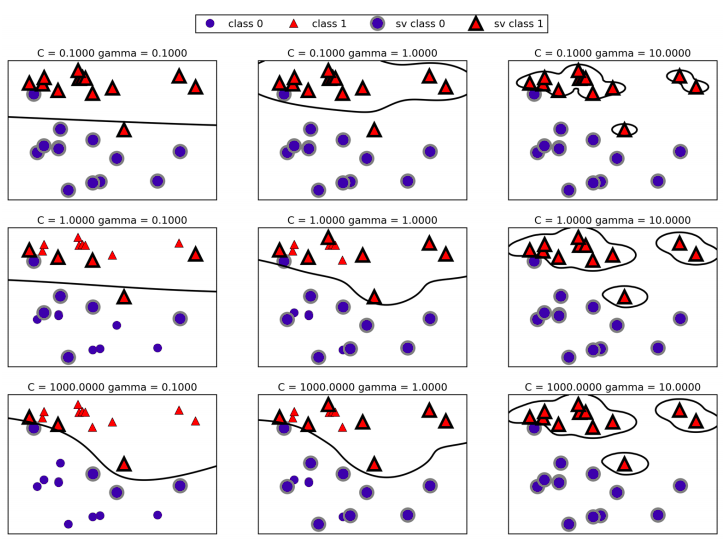 class 0 class 1 sv class 0 sv class 1
C = 0.1000 gamma = 0.1000
C = 0.1000 gamma = 1.0000
C = 0.1000 gamma = 10.0000
C = 1.0000 gamma = 0.1000
C = 1.0000 gamma = 1.0000
C = 1.0000 gamma = 10.0000
C = 1000.0000 gamma = 0.1000
C = 1000.0000 gamma = 1.0000
C = 1000.0000 gamma = 10.0000